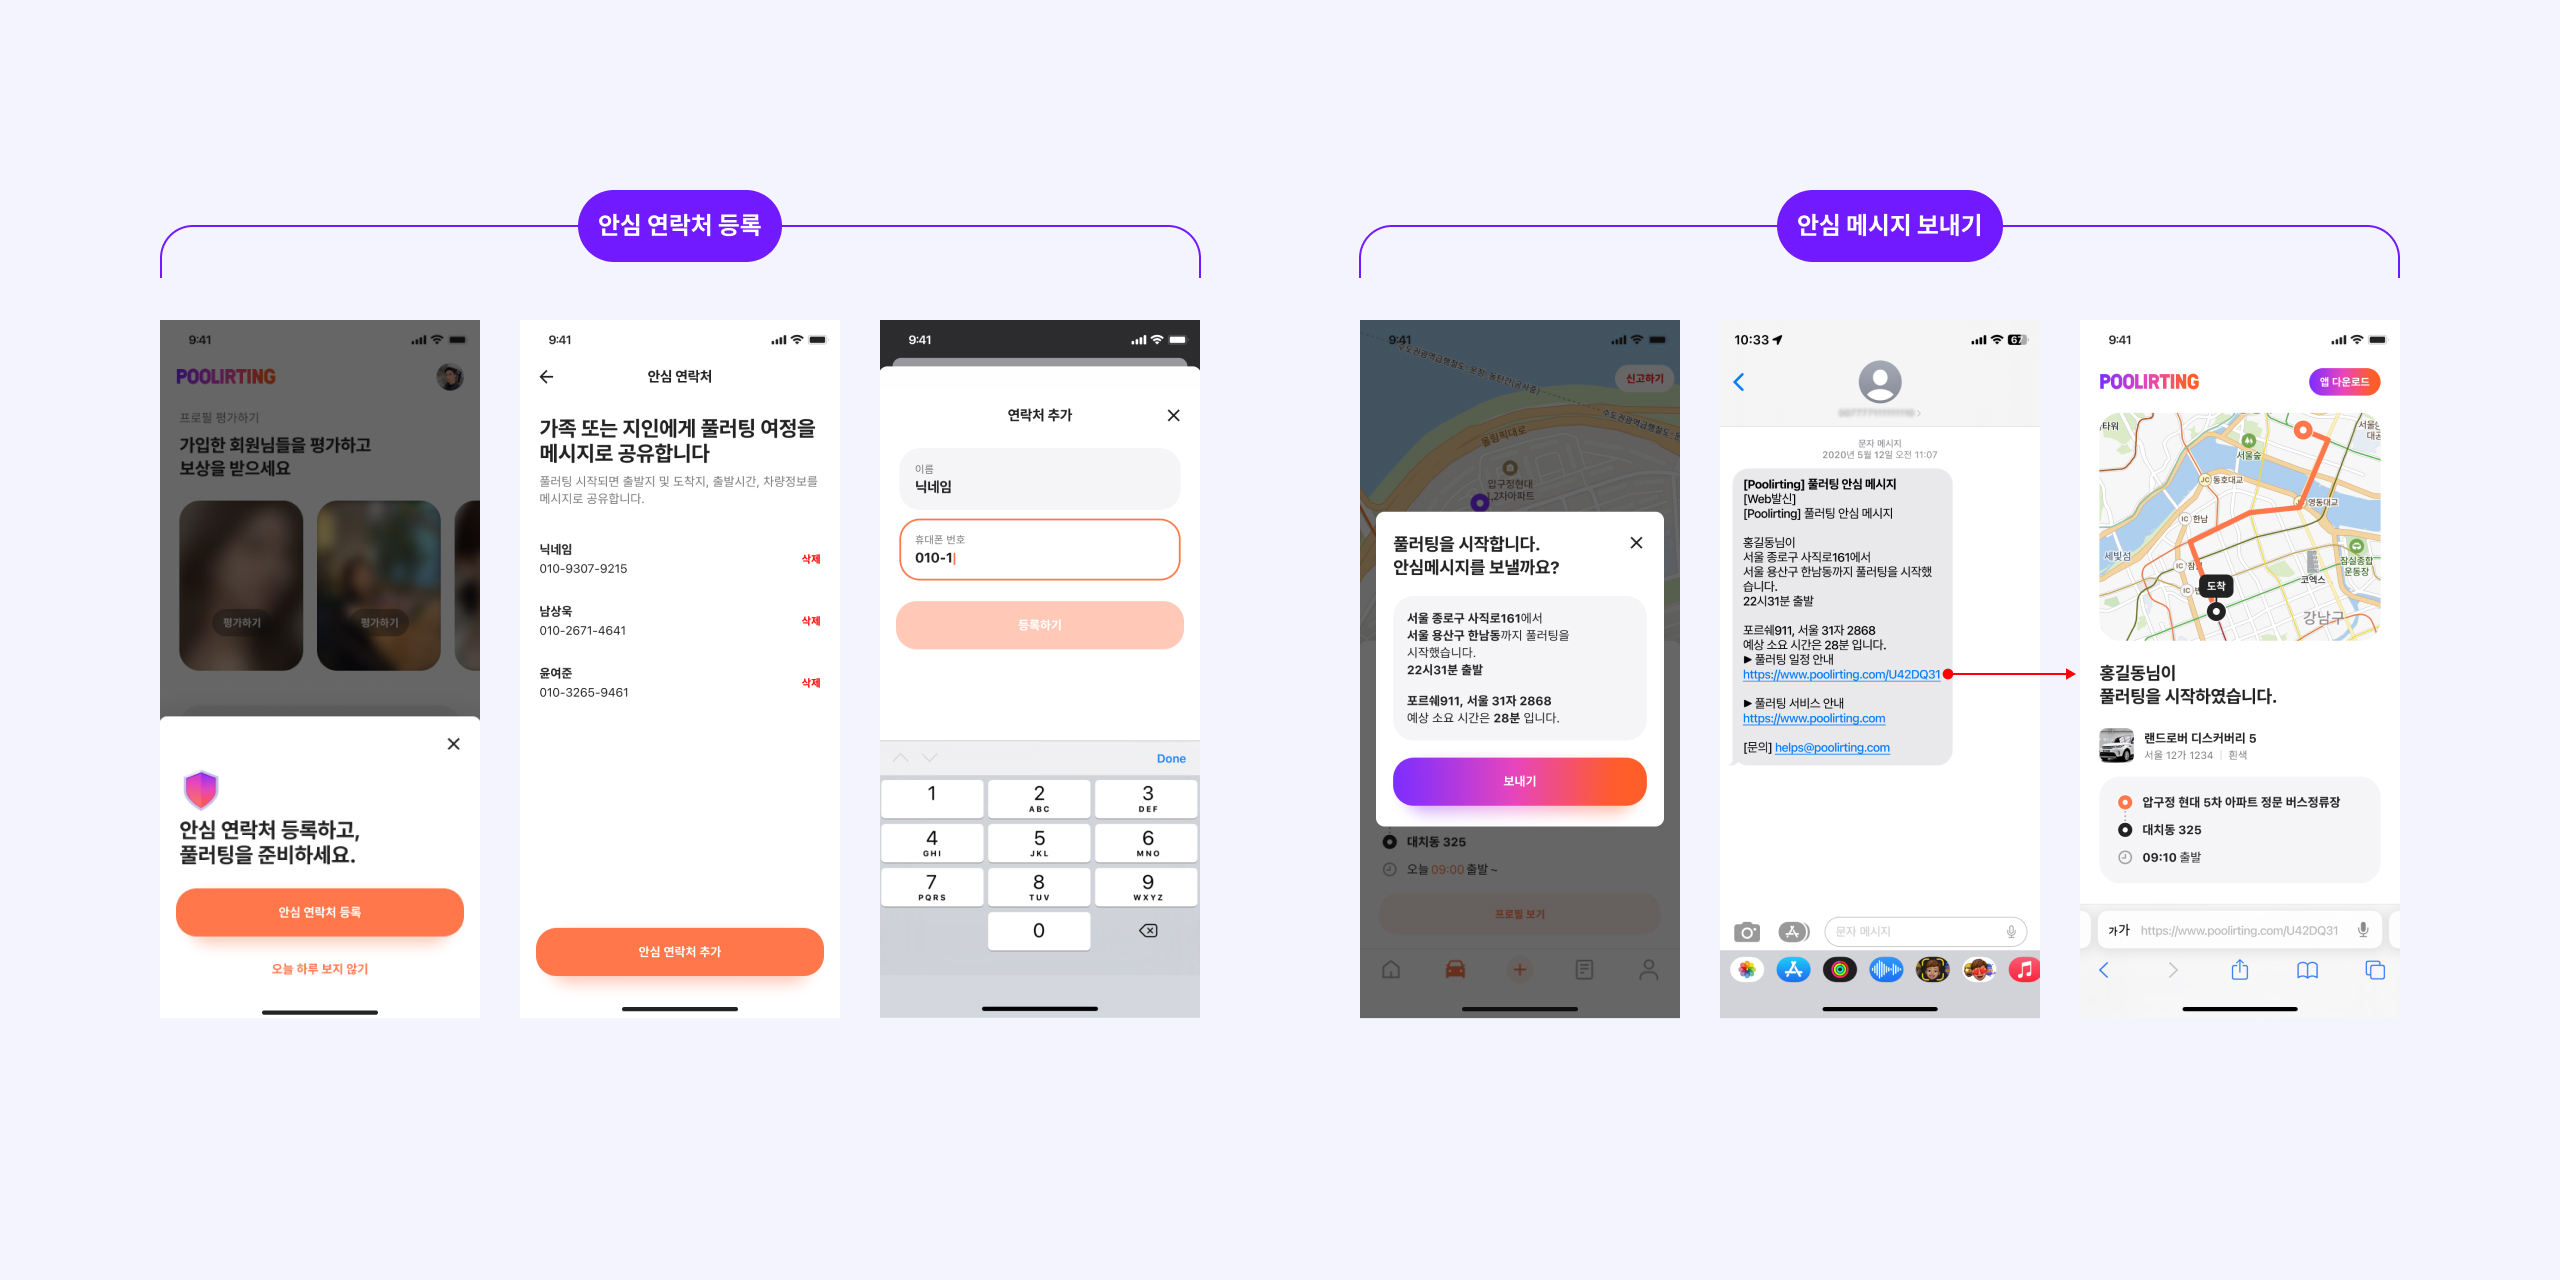 안심 연락처 등록
9:41
POOLIRTING
프로필 평가하기
가입한 회원님들을 평가하고
보상을 받으세요
평가하기
평가하기
안심 연락처 등록하고,
풀러팅을 준비하세요.
안심 연락처 등록
오늘 하루 보지 않기
9:41
안심 연락처
가족 또는 지인에게 풀러팅 여정을
메시지로 공유합니다
풀러팅 시작되면 출발지 및 도착지, 출발시간, 차량정보를
메시지로 공유합니다.
닉네임
010-9307-9215
삭제
남상욱
010-2671-4641
삭제
윤여준
010-3265-9461
삭제
안심 연락처 추가
9:41
연락처 추가
이름
닉네임
휴대폰 번호
010-1
등록하기
Done
1
2
ABC
3
DEF
4
GHI
5
JKL
6
MNO
7
PQRS
8
TUV
9
WXYZ
0
안심 메시지 보내기
9:41
신고하기
올림픽대로
압구정현대
1,2차아파트
풀러팅을 시작합니다.
안심메시지를 보낼까요?
서울 종로구 사직로161에서
서울 용산구 한남동까지 풀러팅을
시작했습니다.
22시31분 출발
포르쉐911, 서울 31자 2868
예상 소요 시간은 28분 입니다.
보내기
대치동 325
오늘 09:00 출발 ~
프로필 보기
10:33
67
문자 메시지
2020년 5월 12일 오전 11:07
[Poolirting] 풀러팅 안심 메시지
[Web발신]
[Poolirting] 풀러팅 안심 메시지
홍길동님이
서울 종로구 사직로161에서
서울 용산구 한남동까지 풀러팅을 시작했
습니다.
22시31분 출발
포르쉐911, 서울 31자 2868
예상 소요 시간은 28분 입니다.
▶ 풀러팅 일정 안내
https://www.poolirting.com/U42DQ31
▶ 풀러팅 서비스 안내
https://www.poolirting.com
[문의] helps@poolirting.com
문자 메시지
9:41
POOLIRTING
앱 다운로드
서울숲
JC 동호대교
영동대교
IC 한남
세빛섬
IC
IC
도착
코엑스
잠실종합
운동장
강남구
홍길동님이
풀러팅을 시작하였습니다.
랜드로버 디스커버리 5
서울 12가 1234 | 흰색
압구정 현대 5차 아파트 정문 버스정류장
대치동 325
09:10 출발
가가 https://www.poolirting.com/U42DQ31